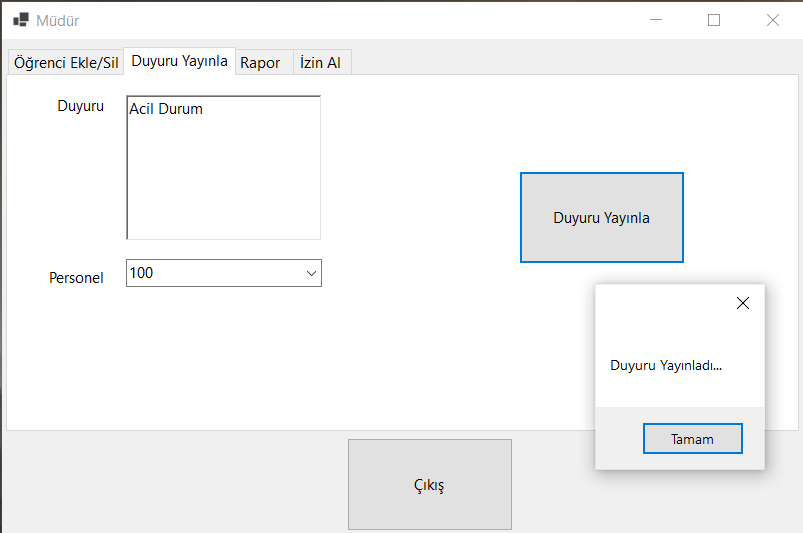 Müdür
Öğrenci Ekle/Sil
Duyuru Yayınla
Rapor
İzin Al
Duyuru
Acil Durum
Duyuru Yayınla
Personel
100
Duyuru Yayınladı...
Tamam
Çıkış